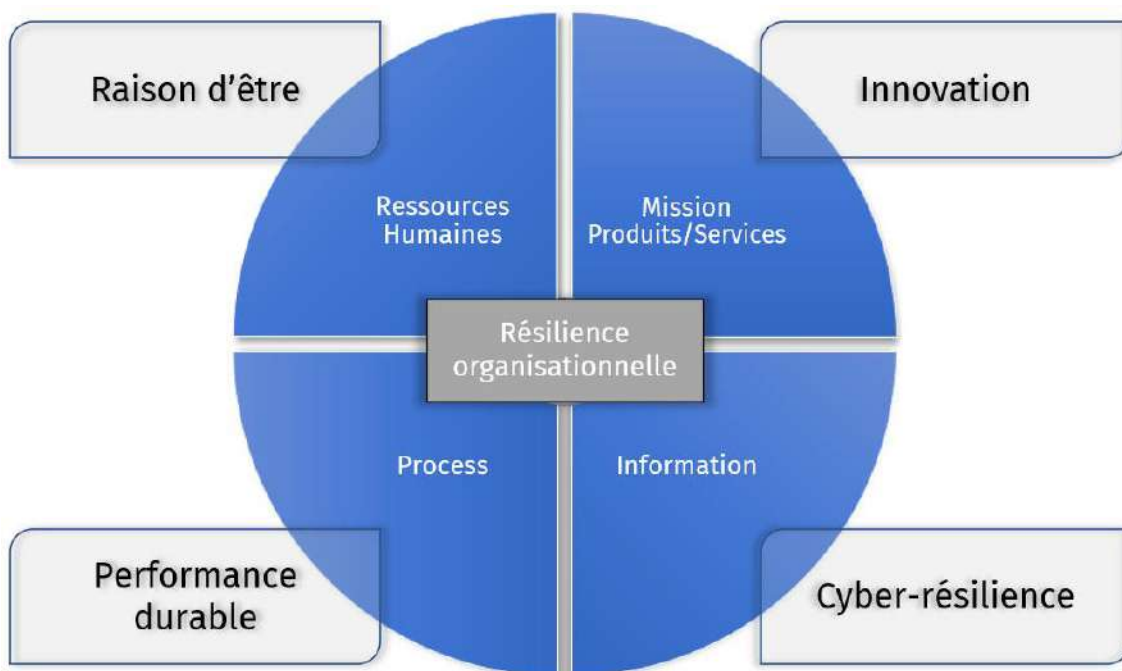 Raison d'être
Innovation
Ressources
Humaines
Mission
Produits/Services
Résilience
organisationnelle
Process
Information
Performance
durable
Cyber-résilience